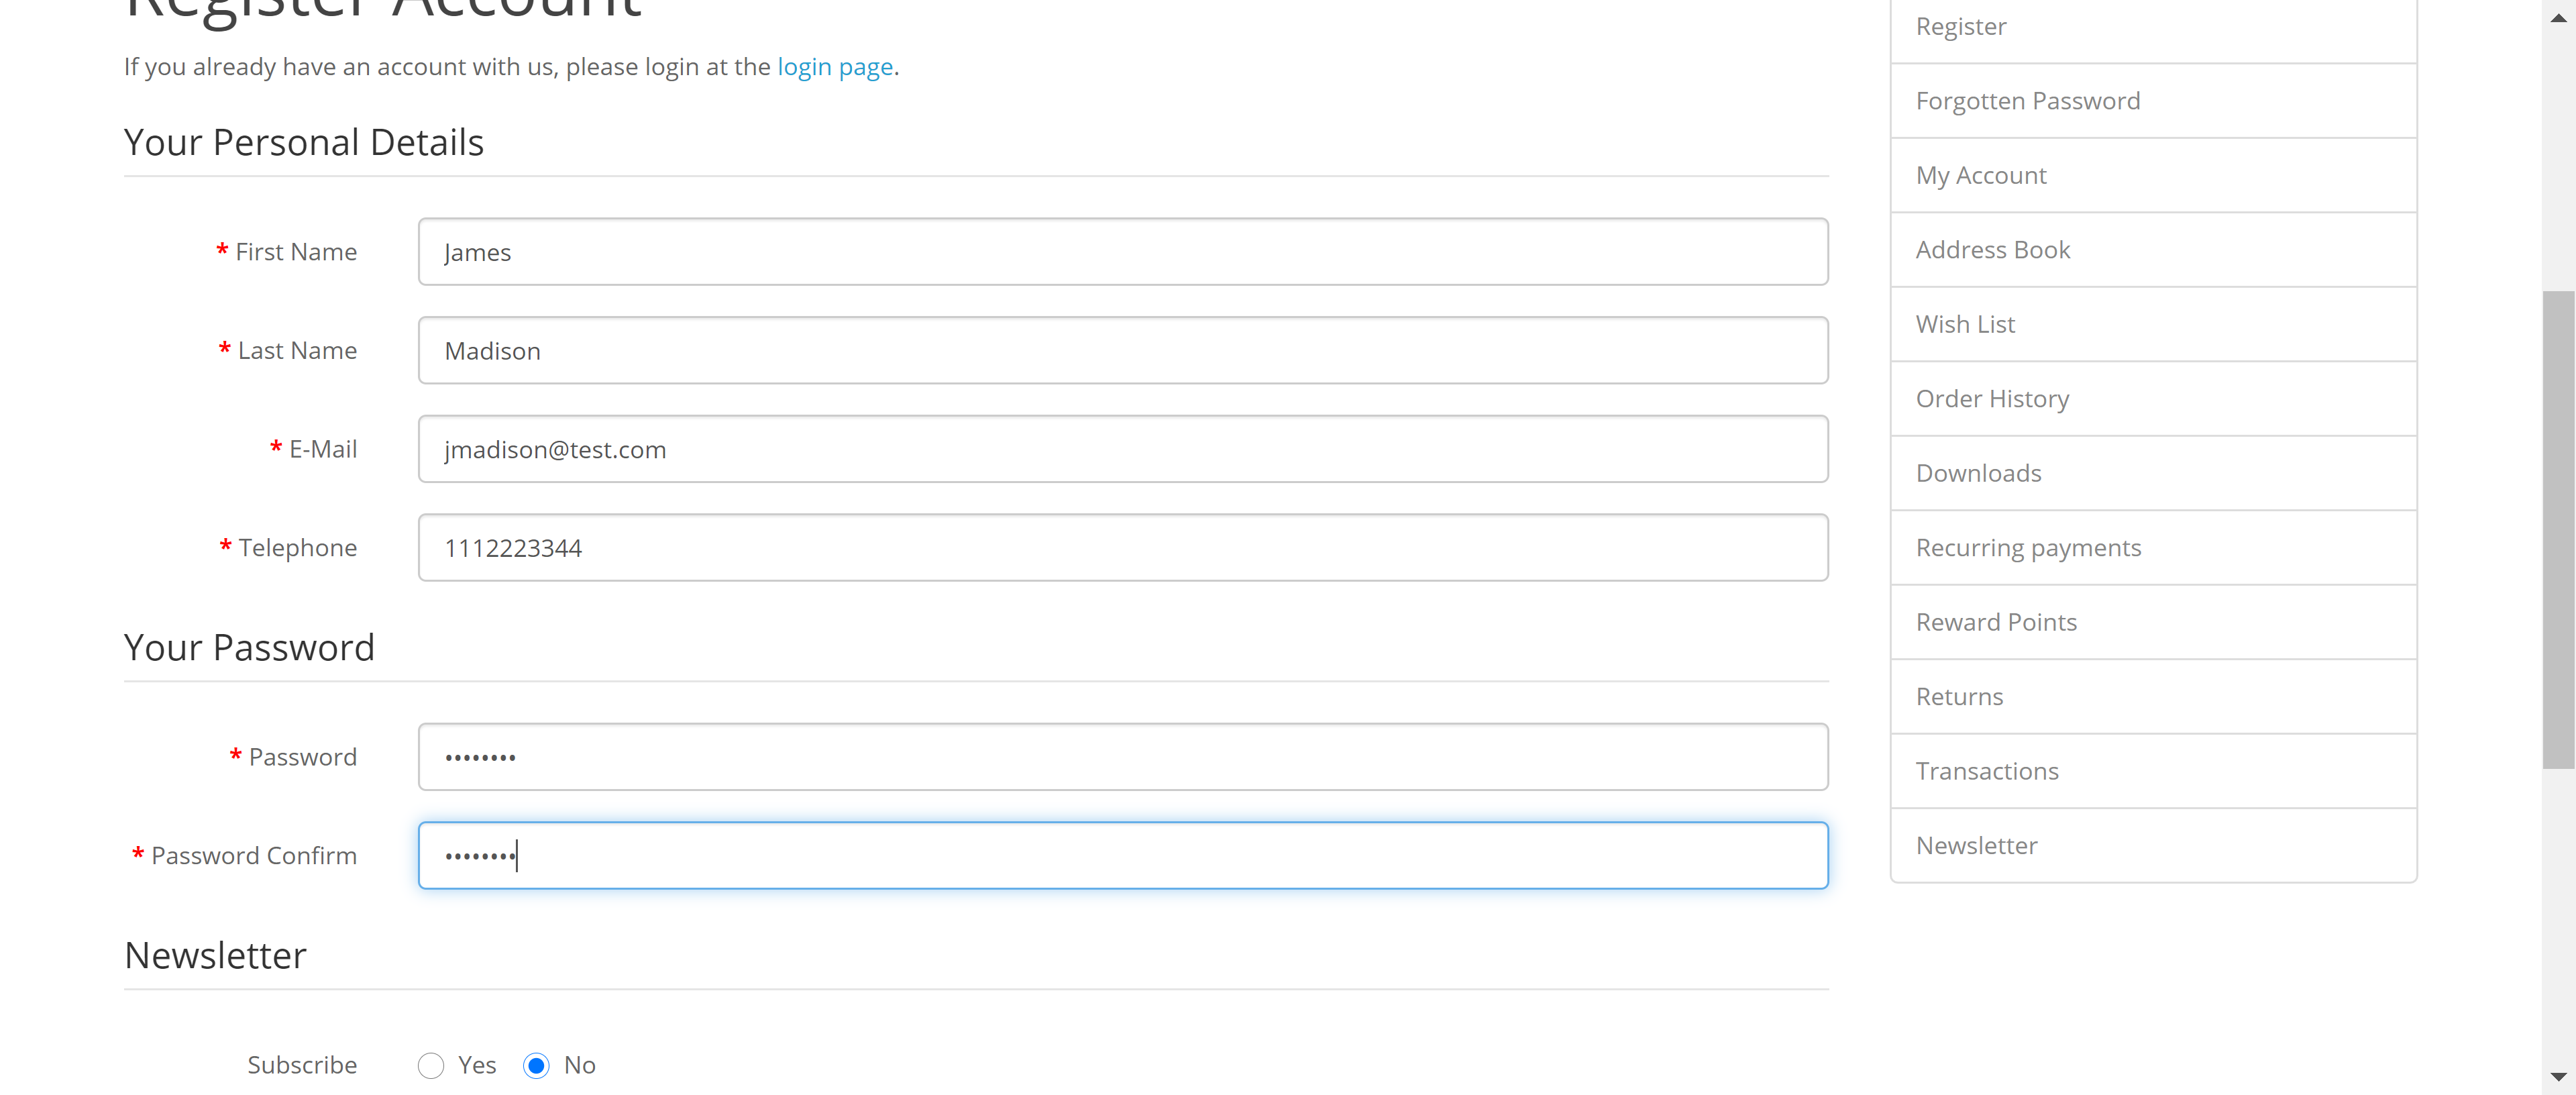 Register Account
If you already have an account with us, please login at the login page.
Your Personal Details
* First Name
James
* Last Name
Madison
* E-Mail
jmadison@test.com
* Telephone
1112223344
Your Password
* Password
••••••••
* Password Confirm
••••••••
Newsletter
Subscribe Yes No
Register
Forgotten Password
My Account
Address Book
Wish List
Order History
Downloads
Recurring payments
Reward Points
Returns
Transactions
Newsletter